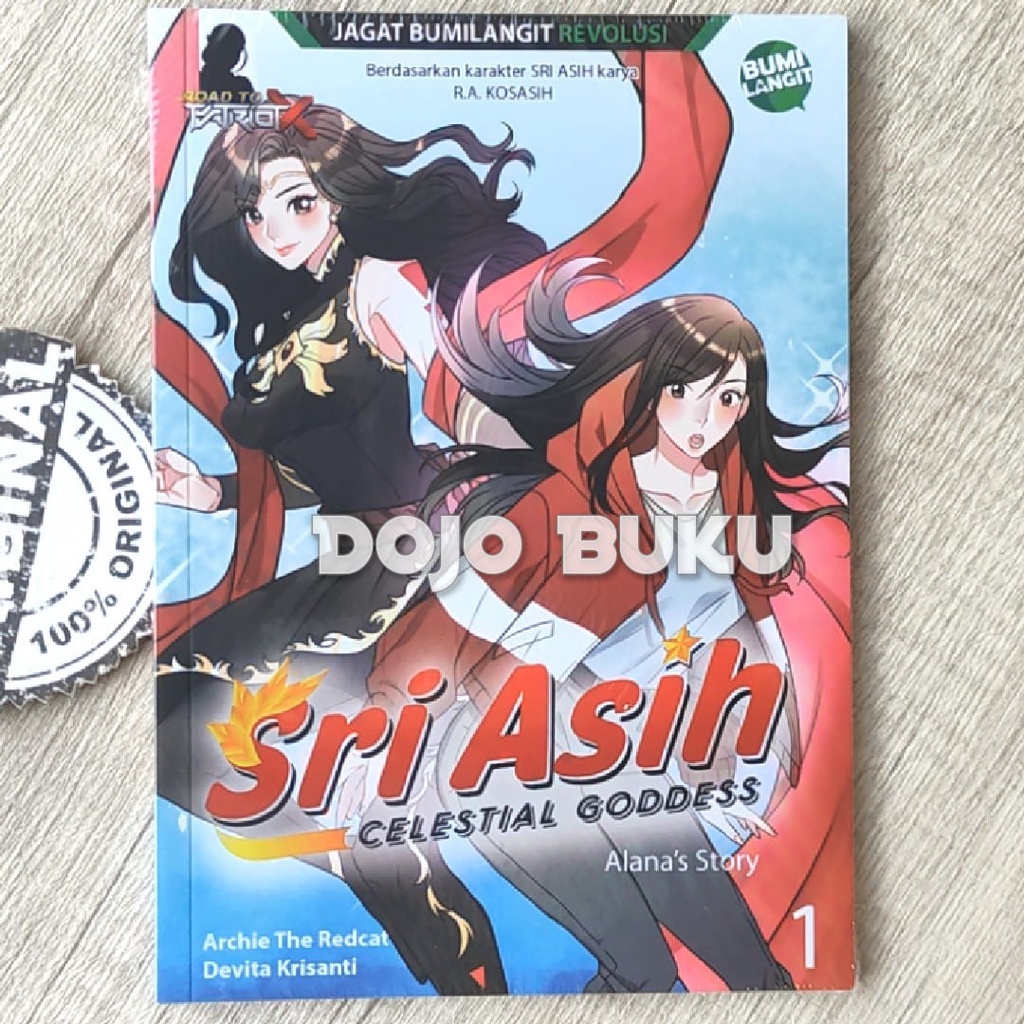 JAGAT BUMILANGIT REVOLUSI
Berdasarkan karakter SRI ASIH karya
R.A. KOSASIH
BUMI
LANGIT
ROAD TO
ORIGINAL
100% ORIGINAL
DOJO BUKU
Sri Asih
CELESTIAL GODDESS
Alana's Story
Archie The Redcat
Devita Krisanti
1